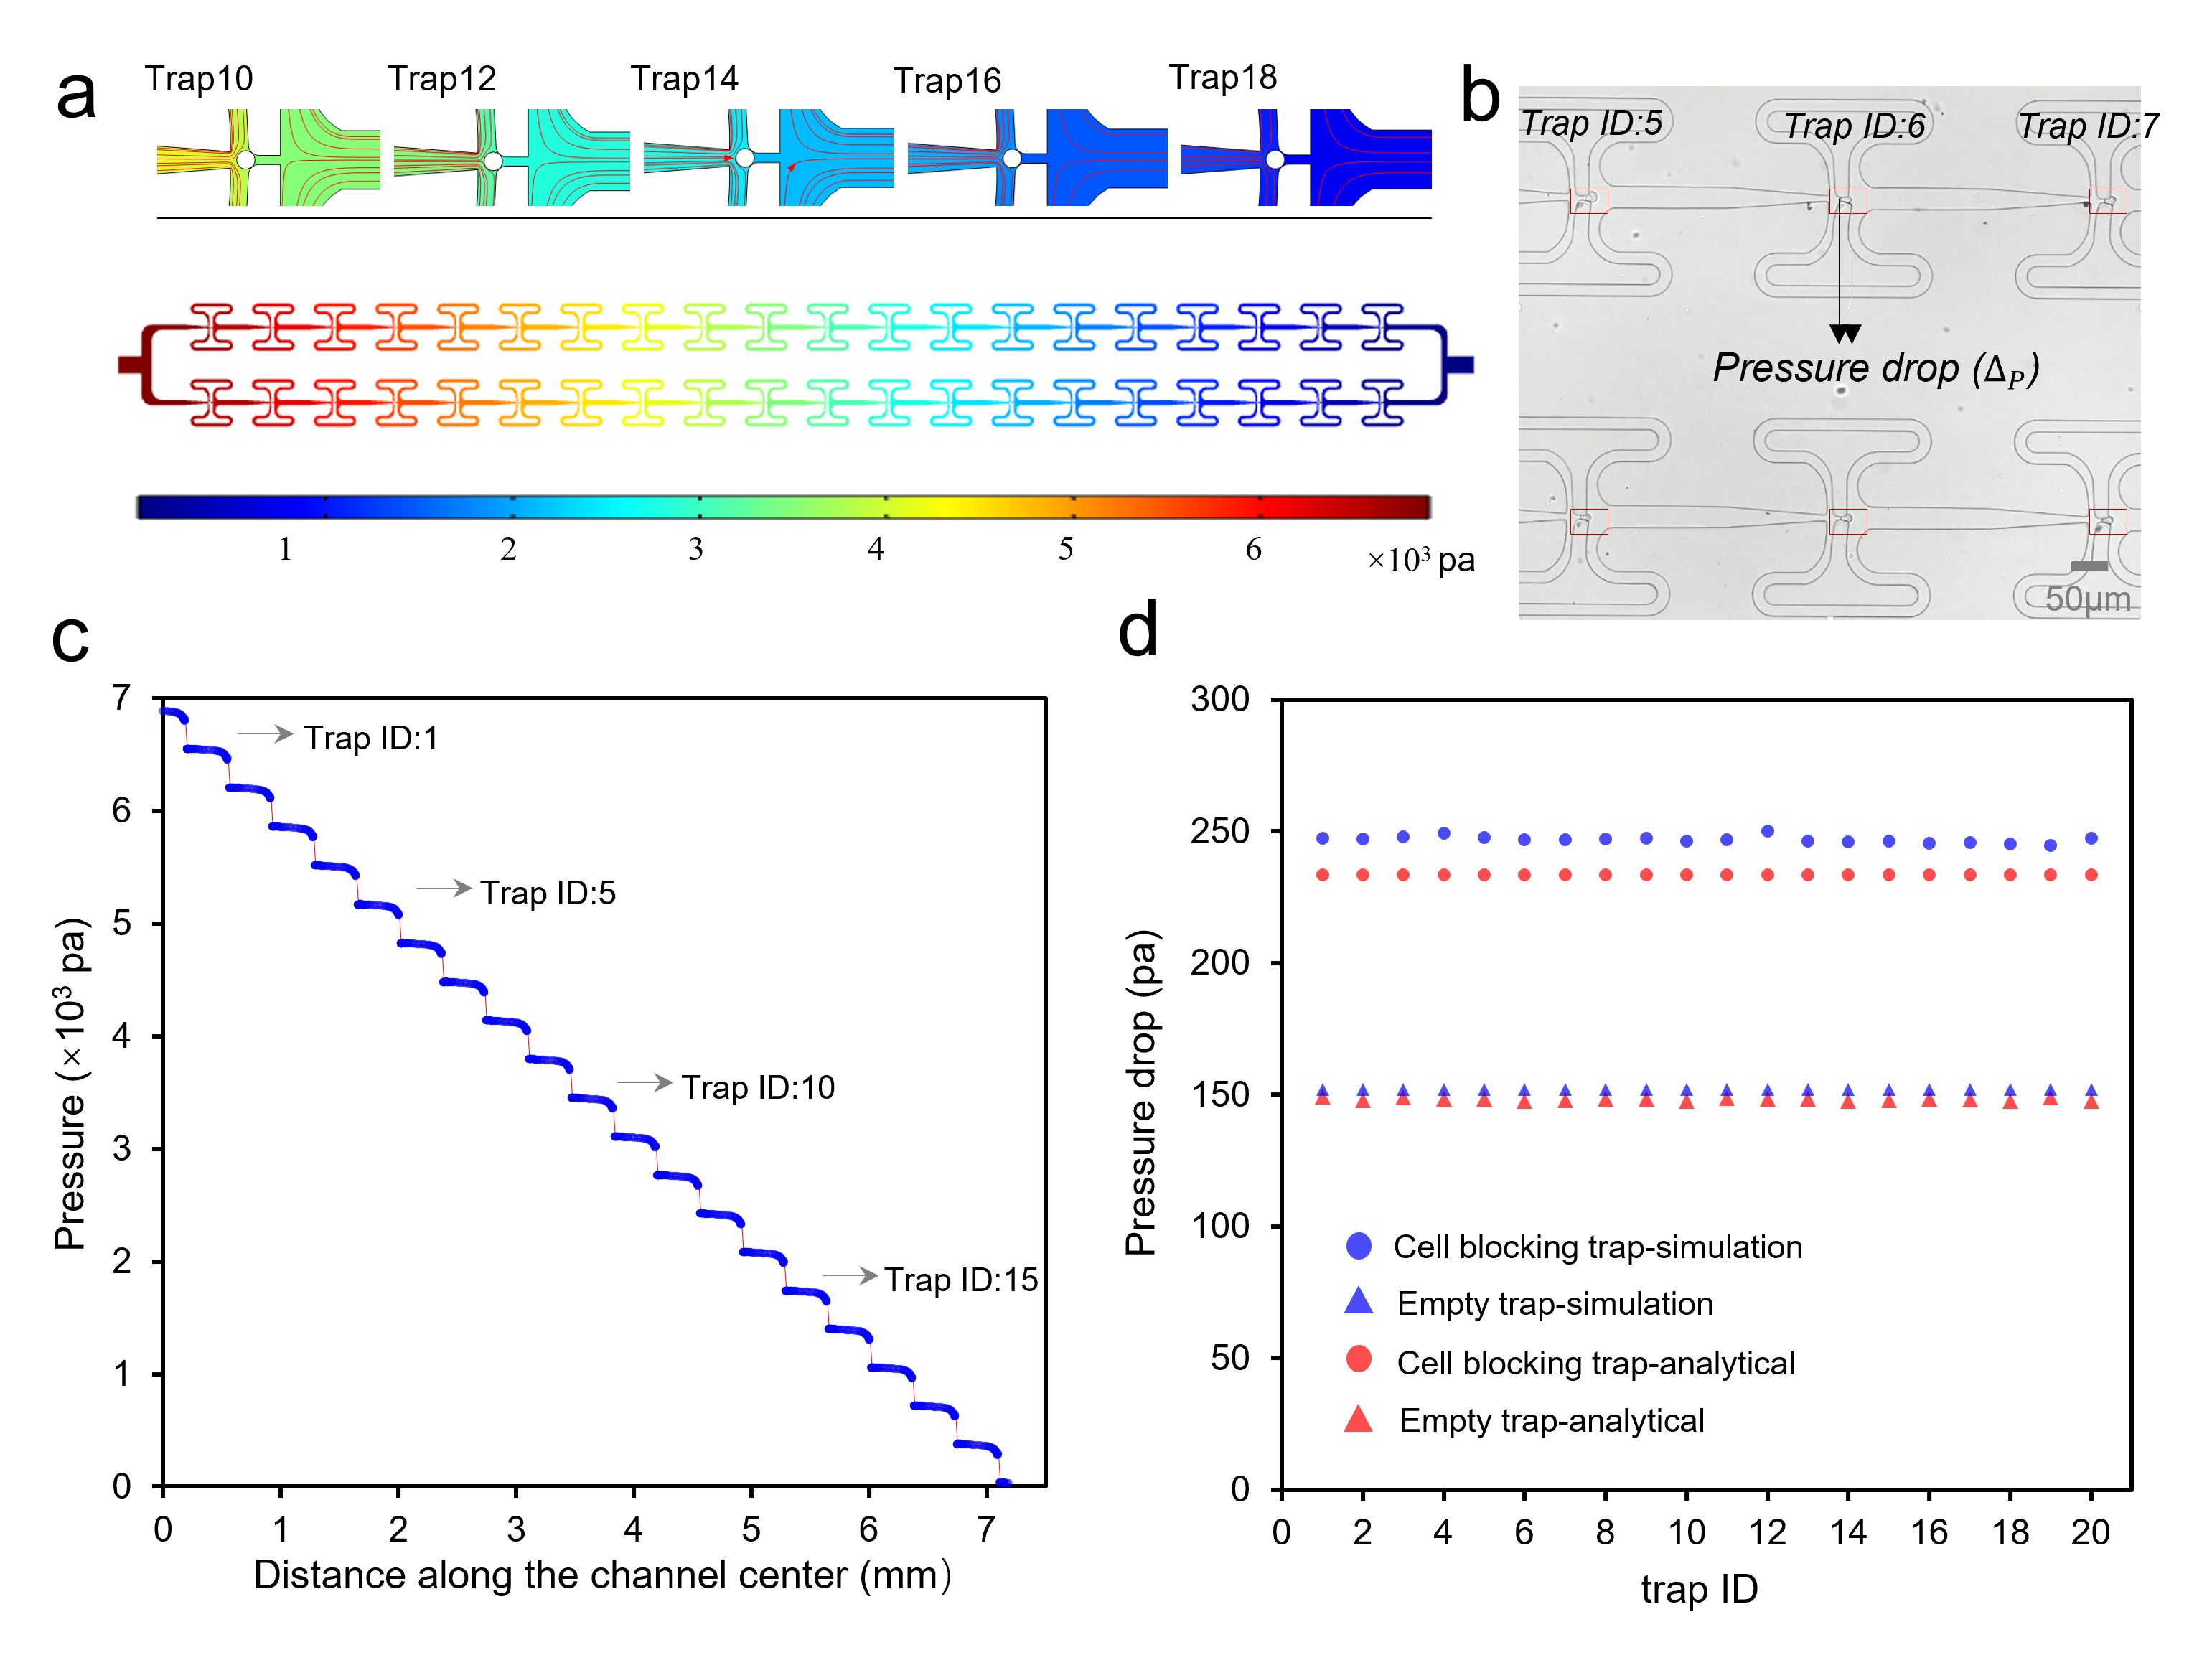 a
Trap10
Trap12
Trap14
Trap16
Trap18
1
2
3
4
5
6
×10³ pa
b
Trap ID:5
Trap ID:6
Trap ID:7
Pressure drop (Δ𝑃)
50μm
c
7
6
5
4
3
2
1
0
Pressure (×10³ pa)
Trap ID:1
Trap ID:5
Trap ID:10
Trap ID:15
0
1
2
3
4
5
6
7
Distance along the channel center (mm)
d
300
250
200
150
100
50
0
Pressure drop (pa)
Cell blocking trap-simulation
Empty trap-simulation
Cell blocking trap-analytical
Empty trap-analytical
0
2
4
6
8
10
12
14
16
18
20
trap ID